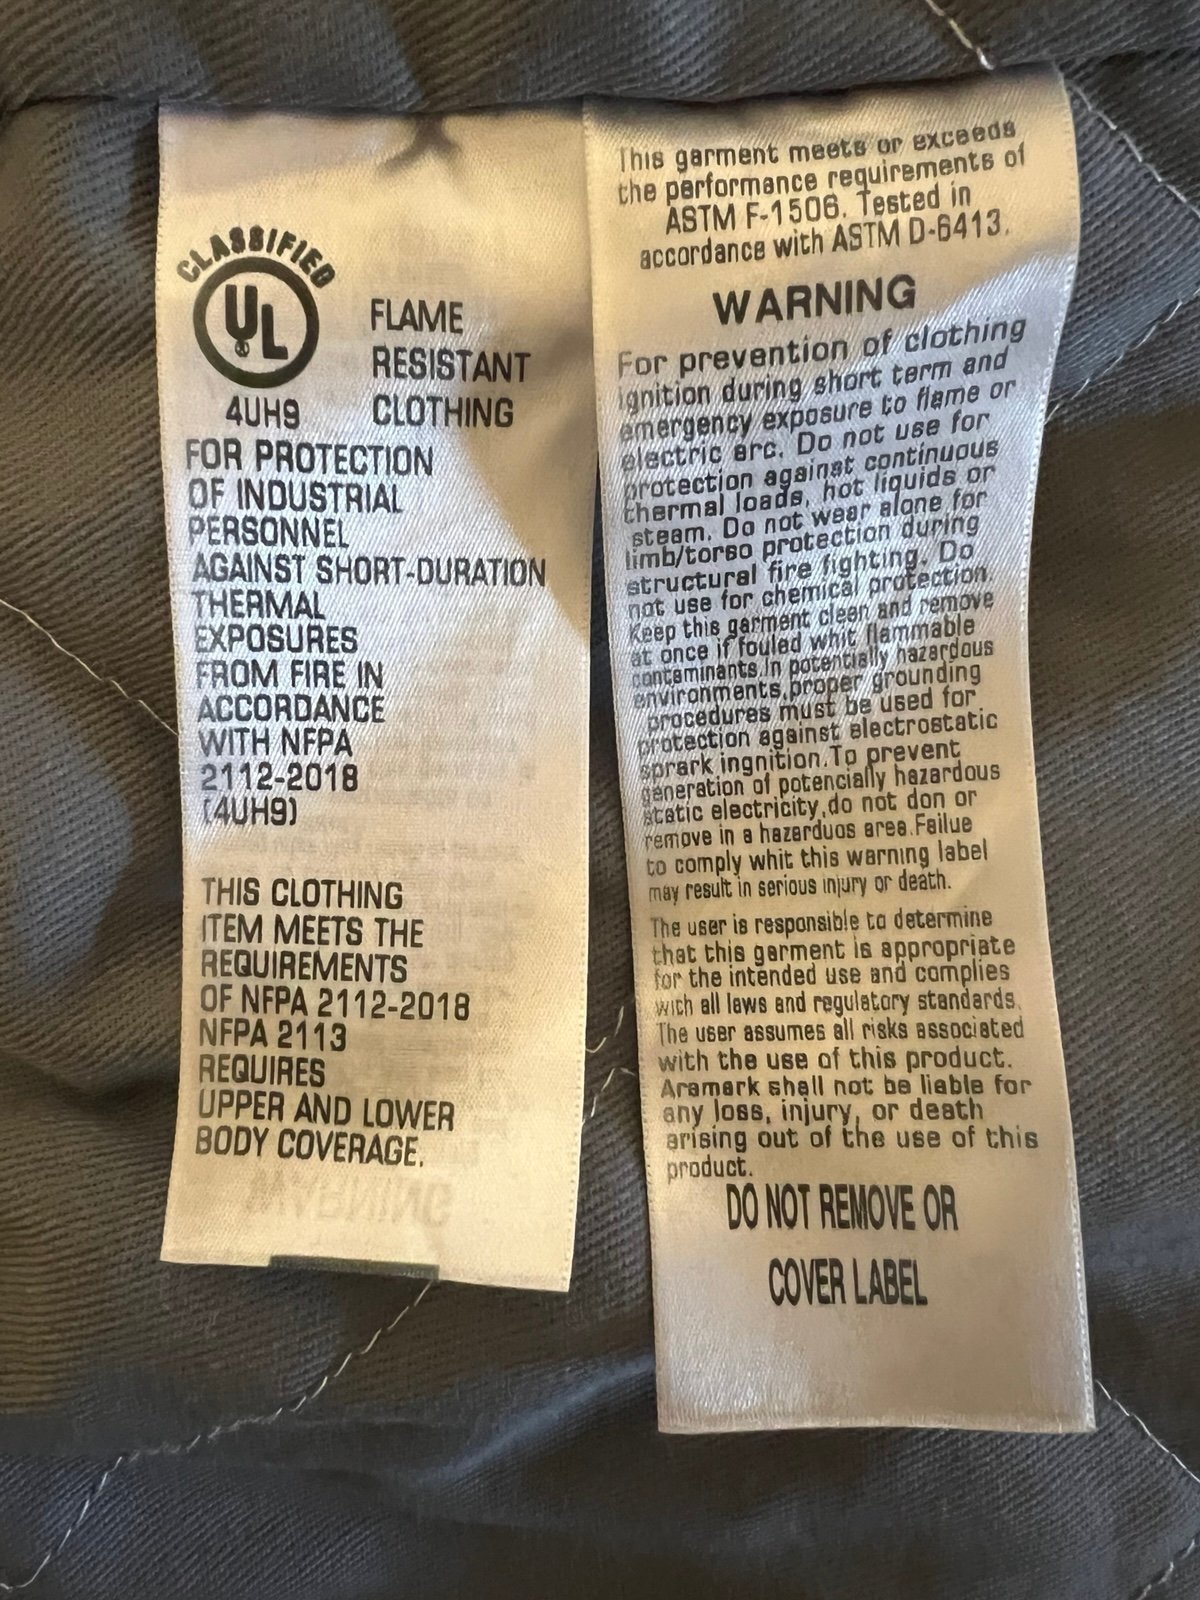 CLASSIFIED
UL
®
4UH9
FLAME
RESISTANT
CLOTHING
FOR PROTECTION
OF INDUSTRIAL
PERSONNEL
AGAINST SHORT-DURATION
THERMAL
EXPOSURES
FROM FIRE IN
ACCORDANCE
WITH NFPA
2112-2018
(4UH9)
THIS CLOTHING
ITEM MEETS THE
REQUIREMENTS
OF NFPA 2112-2018
NFPA 2113
REQUIRES
UPPER AND LOWER
BODY COVERAGE.
WARNING
This garment meets or exceeds
the performance requirements of
ASTM F-1506. Tested in
accordance with ASTM D-6413.
WARNING
For prevention of clothing
ignition during short term and
emergency exposure to flame or
electric arc. Do not use for
protection against continuous
thermal loads, hot liquids or
steam. Do not wear alone for
limb/torso protection during
structural fire fighting. Do
not use for chemical protection.
Keep this garment clean and remove
at once if fouled whit flammable
contaminants.In potentially hazardous
environments,proper grounding
procedures must be used for
protection against electrostatic
sprark ingnition.To prevent
generation of potencially hazardous
static electricity,do not don or
remove in a hazarduos area.Failue
to comply whit this warning label
may result in serious injury or death.
The user is responsible to determine
that this garment is appropriate
for the intended use and complies
with all laws and regulatory standards.
The user assumes all risks associated
with the use of this product.
Aramark shall not be liable for
any loss, injury, or death
arising out of the use of this
product.
DO NOT REMOVE OR
COVER LABEL